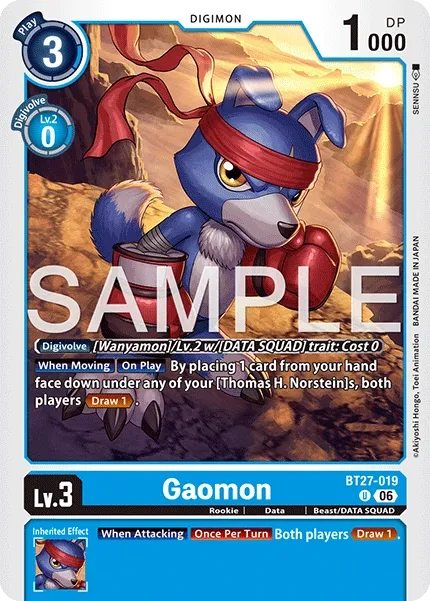 DIGIMON
Play
3
1000
DP
Digivolve
Lv.2
0
SENNSU
SAMPLE
Digivolve [Wanyamon]/Lv.2 w/[DATA SQUAD] trait: Cost 0
When Moving On Play By placing 1 card from your hand
face down under any of your [Thomas H. Norstein]s, both
players Draw 1.
©Akiyoshi Hongo, Toei Animation BANDAI MADE IN JAPAN
Lv.3
Gaomon
BT27-019
U 06
Rookie Data Beast/DATA SQUAD
Inherited Effect
When Attacking Once Per Turn Both players Draw 1.